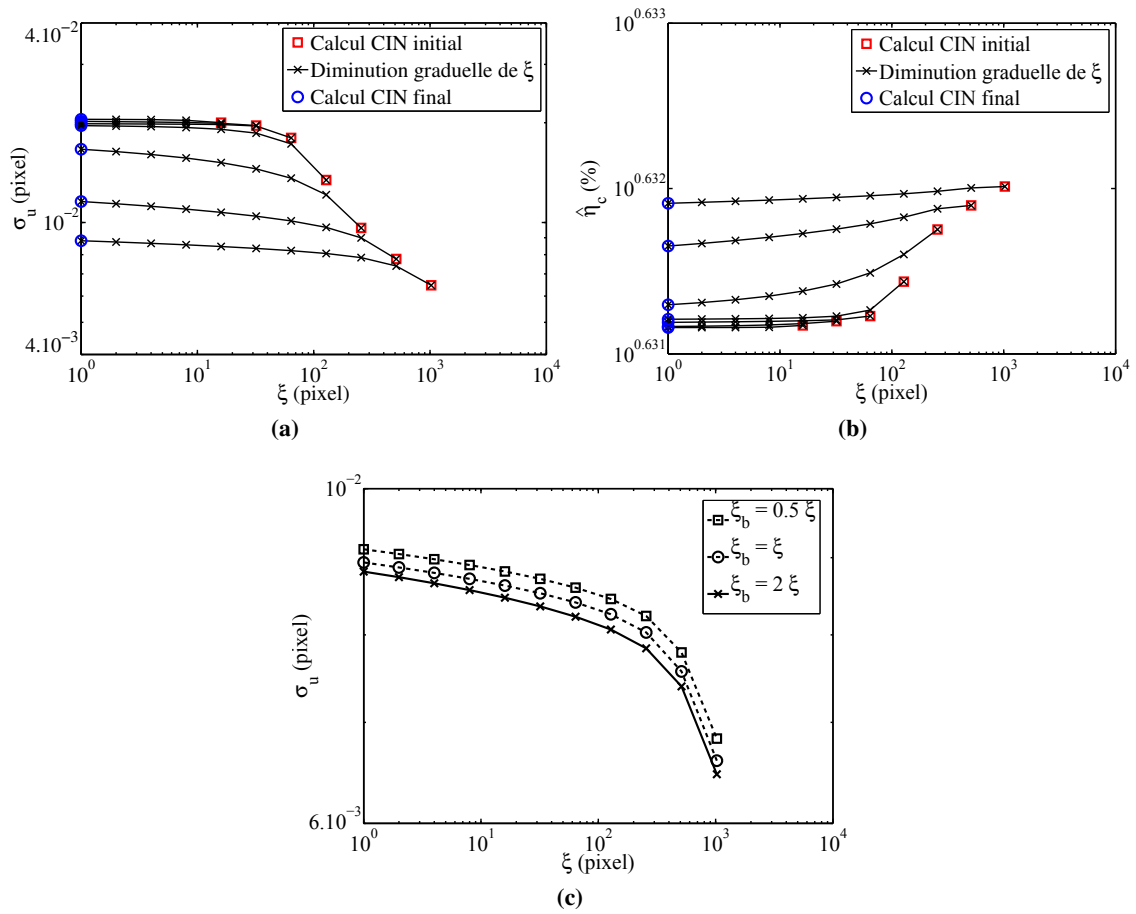 4.10⁻²
10⁻²
4.10⁻³
σ_u (pixel)
Calcul CIN initial
Diminution graduelle de ξ
Calcul CIN final
10⁰ 10¹ 10² 10³ 10⁴
ξ (pixel)
(a)
10^0.633
10^0.632
10^0.631
η̂_c (%)
Calcul CIN initial
Diminution graduelle de ξ
Calcul CIN final
10⁰ 10¹ 10² 10³ 10⁴
ξ (pixel)
(b)
10⁻²
6.10⁻³
σ_u (pixel)
ξ_b = 0.5 ξ
ξ_b = ξ
ξ_b = 2 ξ
10⁰ 10¹ 10² 10³ 10⁴
ξ (pixel)
(c)